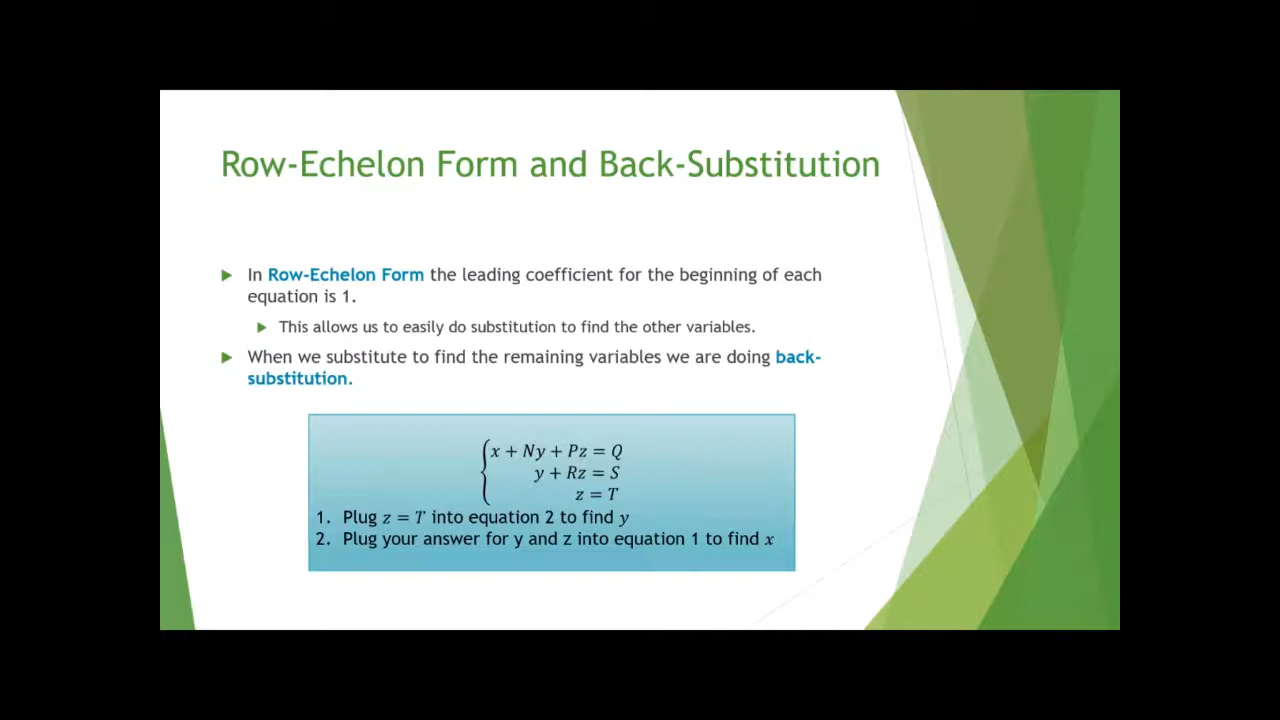 Row-Echelon Form and Back-Substitution
In Row-Echelon Form the leading coefficient for the beginning of each
equation is 1.
This allows us to easily do substitution to find the other variables.
When we substitute to find the remaining variables we are doing back-
substitution.
x + Ny + Pz = Q
y + Rz = S
z = T
1. Plug z = T into equation 2 to find y
2. Plug your answer for y and z into equation 1 to find x